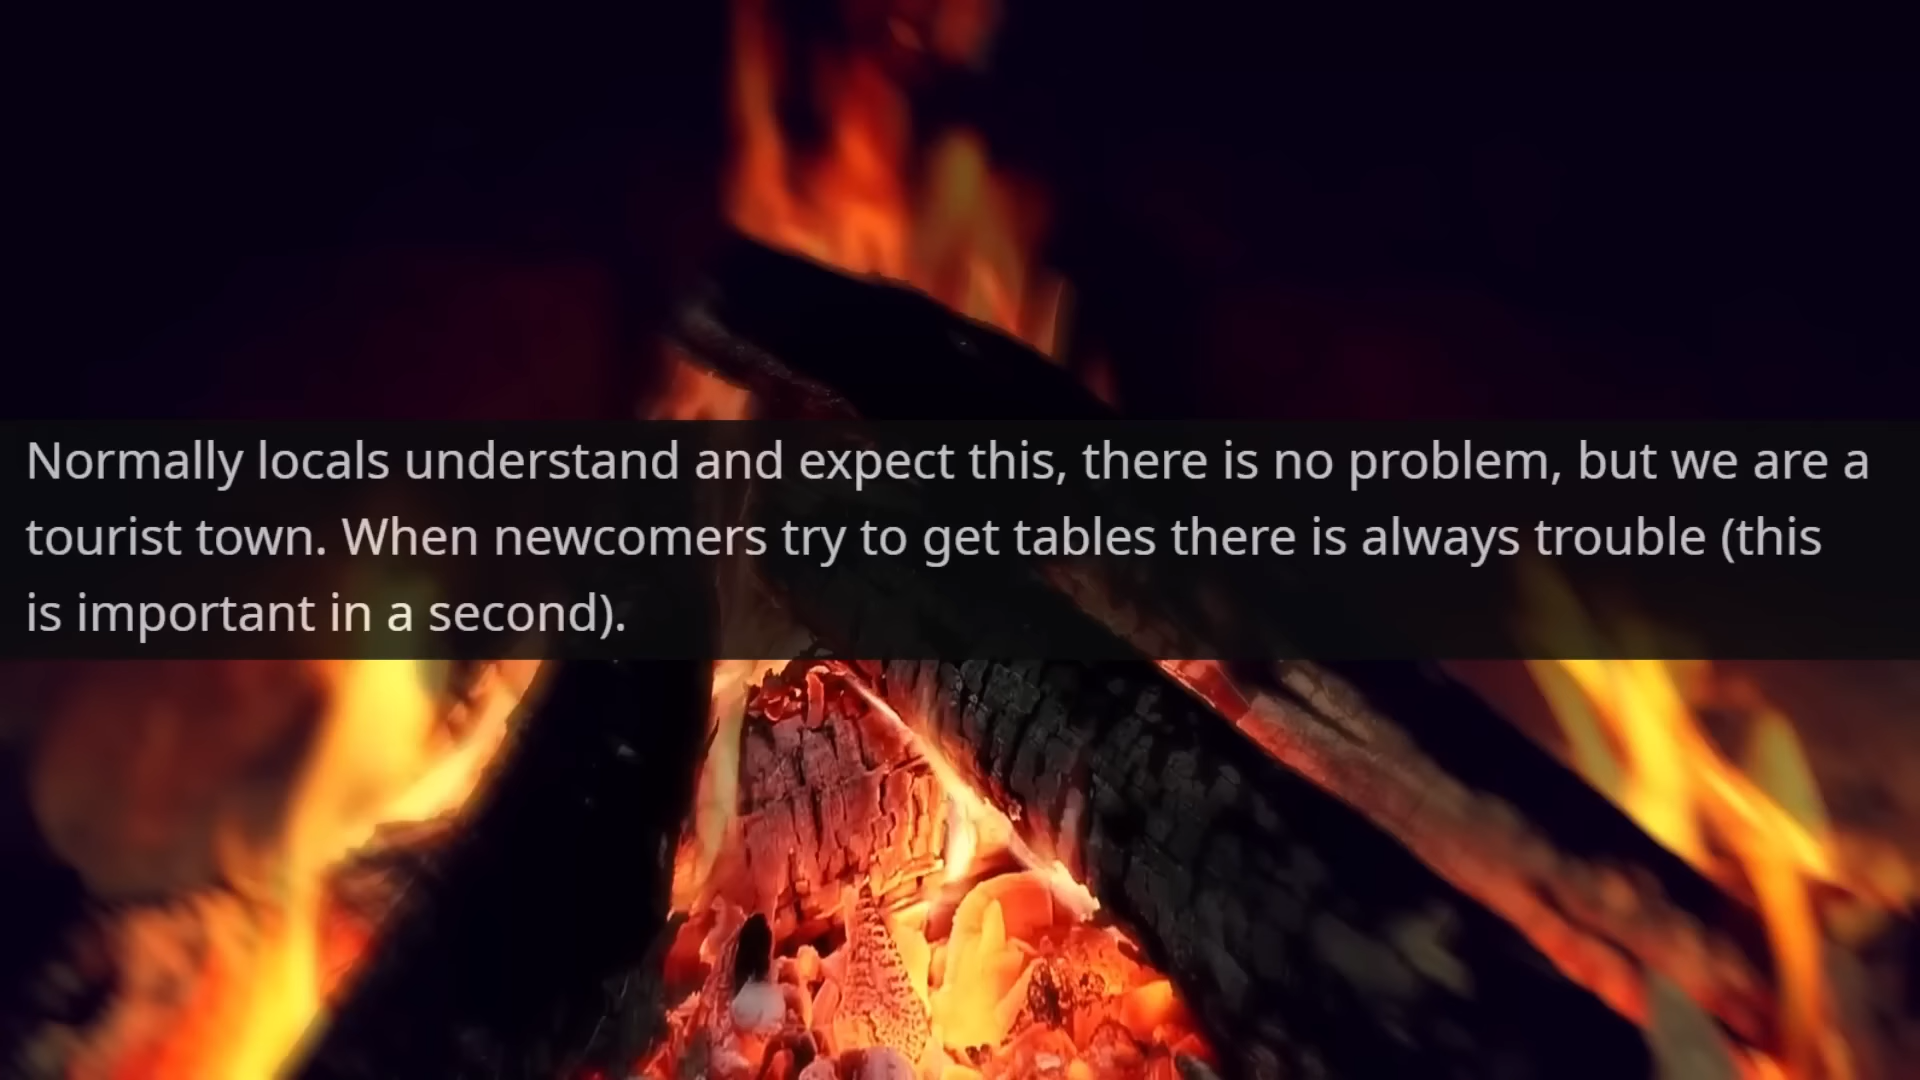 Normally locals understand and expect this, there is no problem, but we are a
tourist town. When newcomers try to get tables there is always trouble (this
is important in a second).